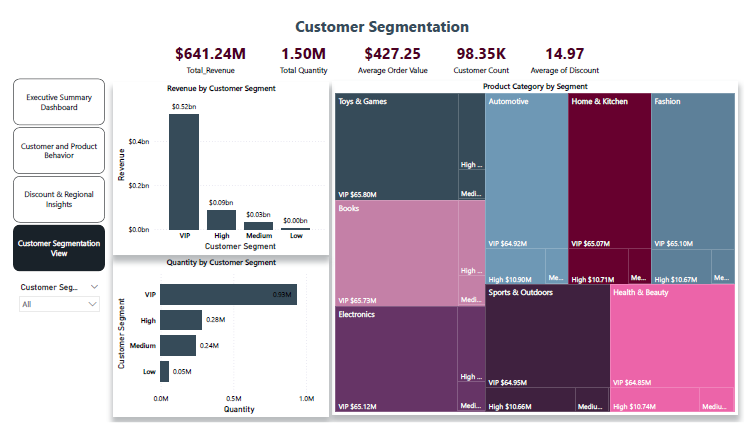 Customer Segmentation
$641.24M
Total_Revenue
1.50M
Total Quantity
$427.25
Average Order Value
98.35K
Customer Count
14.97
Average of Discount
Executive Summary
Dashboard
Customer and Product
Behavior
Discount & Regional
Insights
Customer Segmentation
View
Customer Seg...
All
Revenue by Customer Segment
Revenue
$0.4bn
$0.2bn
$0.0bn
$0.52bn
$0.09bn
$0.03bn
$0.00bn
VIP
High
Medium
Low
Customer Segment
Quantity by Customer Segment
Customer Segment
VIP
0.93M
High
0.28M
Medium
0.24M
Low
0.05M
0.0M
0.5M
1.0M
Quantity
Product Category by Segment
Toys & Games
VIP $65.80M
High ...
Medi...
Books
VIP $65.73M
High ...
Medi...
Electronics
VIP $65.12M
High ...
Medi...
Automotive
VIP $64.92M
High $10.90M
Me...
Home & Kitchen
VIP $65.07M
High $10.71M
Me...
Fashion
VIP $65.10M
High $10.67M
Me...
Sports & Outdoors
VIP $64.95M
High $10.66M
Mediu...
Health & Beauty
VIP $64.85M
High $10.74M
Mediu...